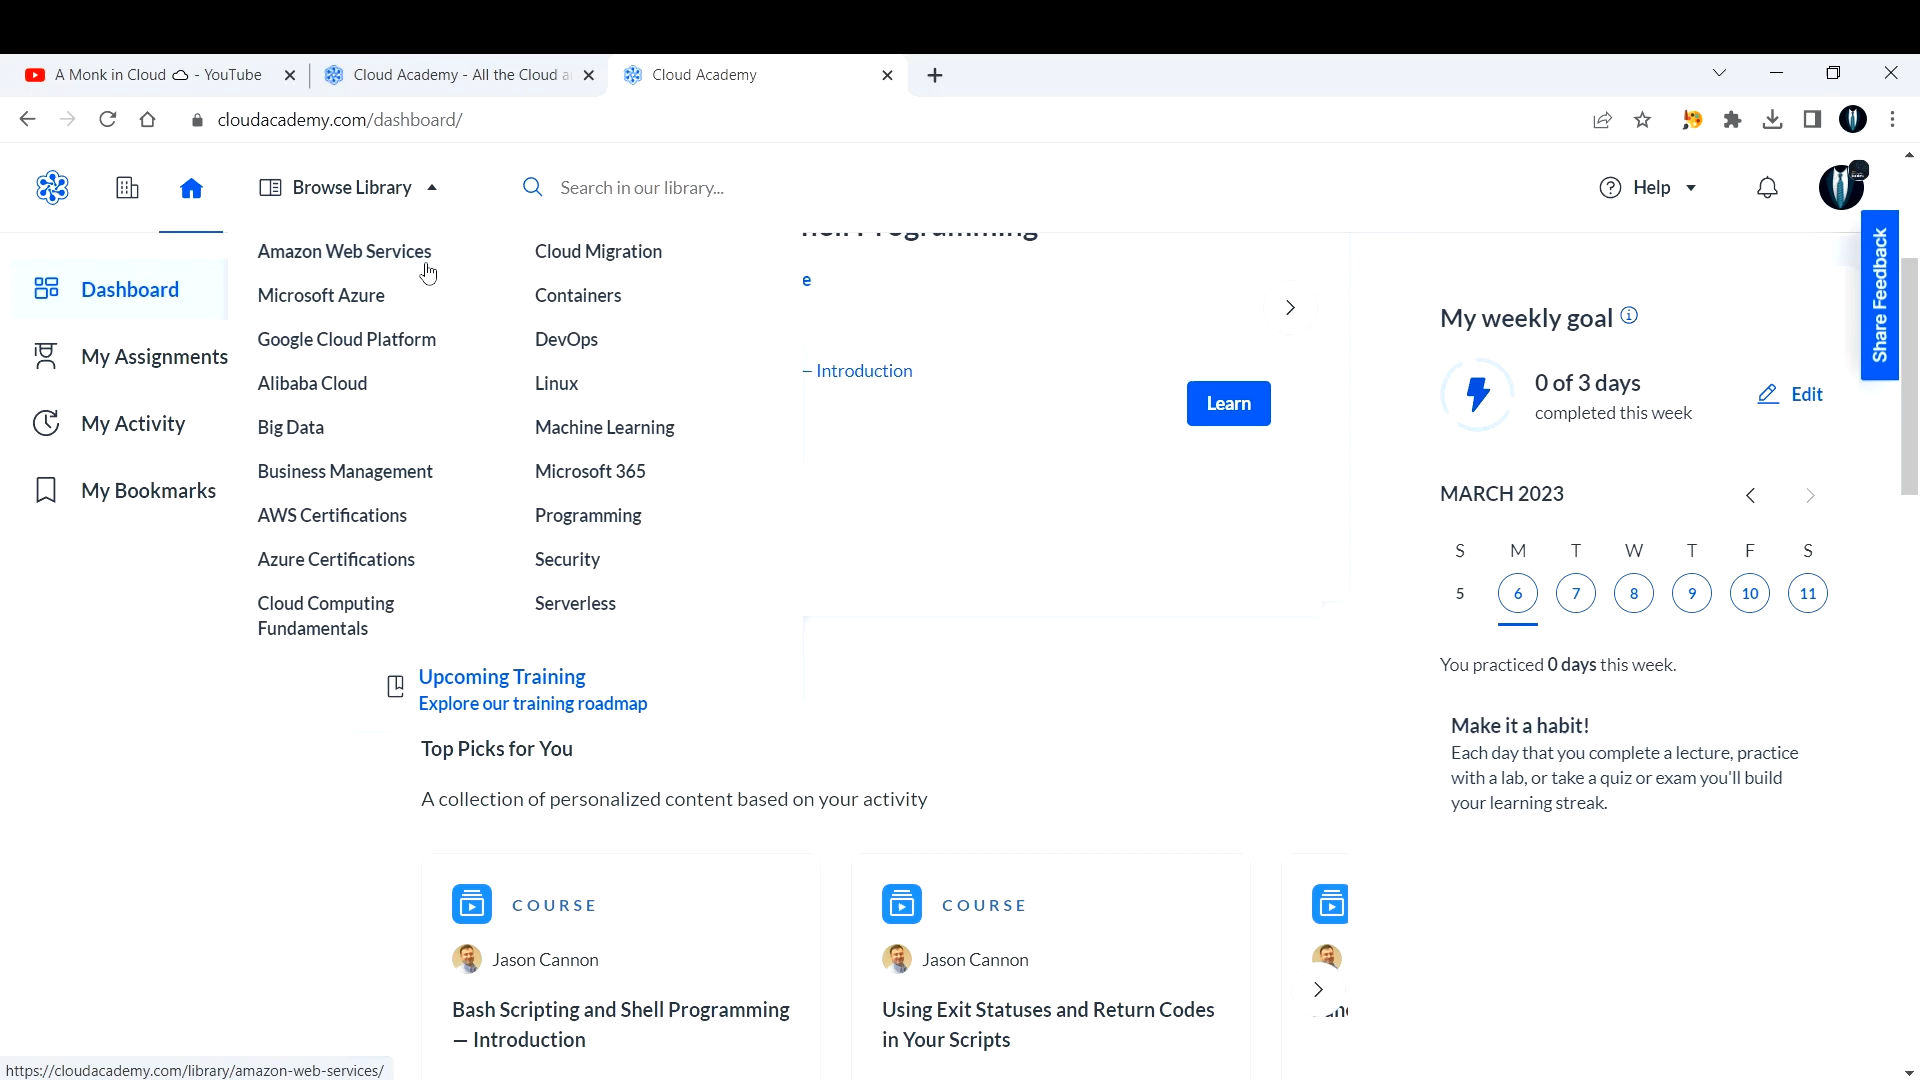 A Monk in Cloud - YouTube
Cloud Academy - All the Cloud a
Cloud Academy
cloudacademy.com/dashboard/
Browse Library
Search in our library...
Help
Share Feedback
Dashboard
My Assignments
My Activity
My Bookmarks
Amazon Web Services
Microsoft Azure
Google Cloud Platform
Alibaba Cloud
Big Data
Business Management
AWS Certifications
Azure Certifications
Cloud Computing
Fundamentals
Cloud Migration
Containers
DevOps
Linux
Machine Learning
Microsoft 365
Programming
Security
Serverless
Programming
e
– Introduction
Learn
Upcoming Training
Explore our training roadmap
Top Picks for You
A collection of personalized content based on your activity
COURSE
Jason Cannon
Bash Scripting and Shell Programming
— Introduction
COURSE
Jason Cannon
Using Exit Statuses and Return Codes
in Your Scripts
My weekly goal
0 of 3 days
completed this week
Edit
MARCH 2023
S M T W T F S
5 6 7 8 9 10 11
You practiced 0 days this week.
Make it a habit!
Each day that you complete a lecture, practice
with a lab, or take a quiz or exam you'll build
your learning streak.
https://cloudacademy.com/library/amazon-web-services/